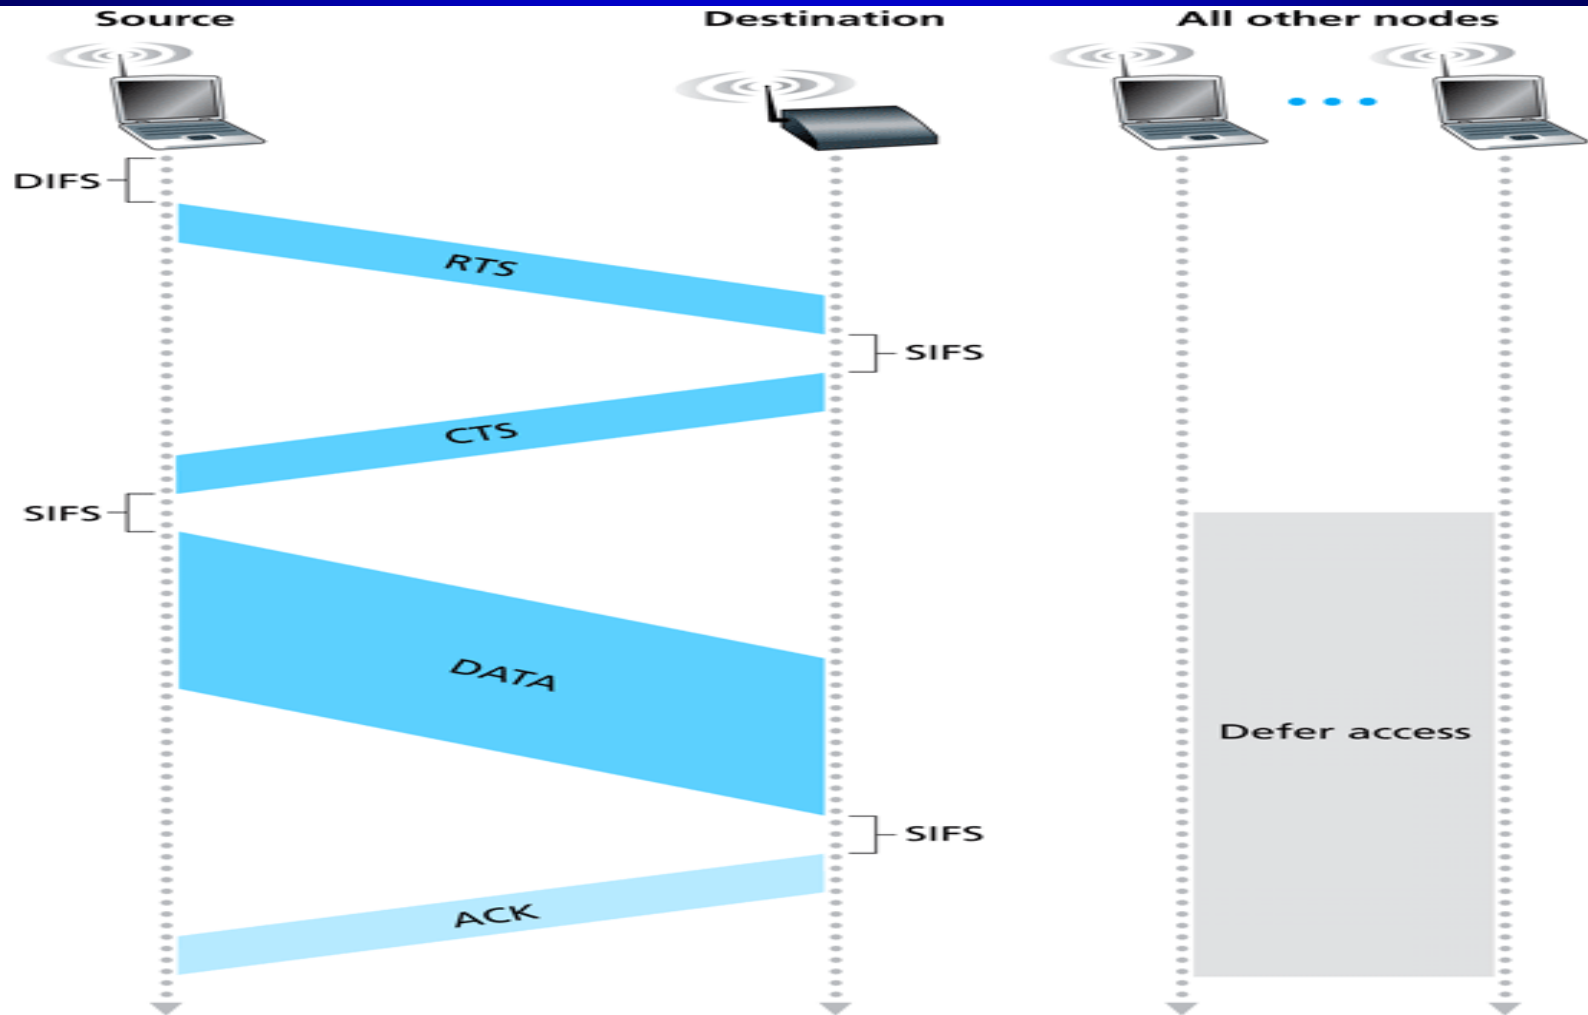 Source
Destination
All other nodes
DIFS
RTS
SIFS
CTS
SIFS
DATA
Defer access
SIFS
ACK